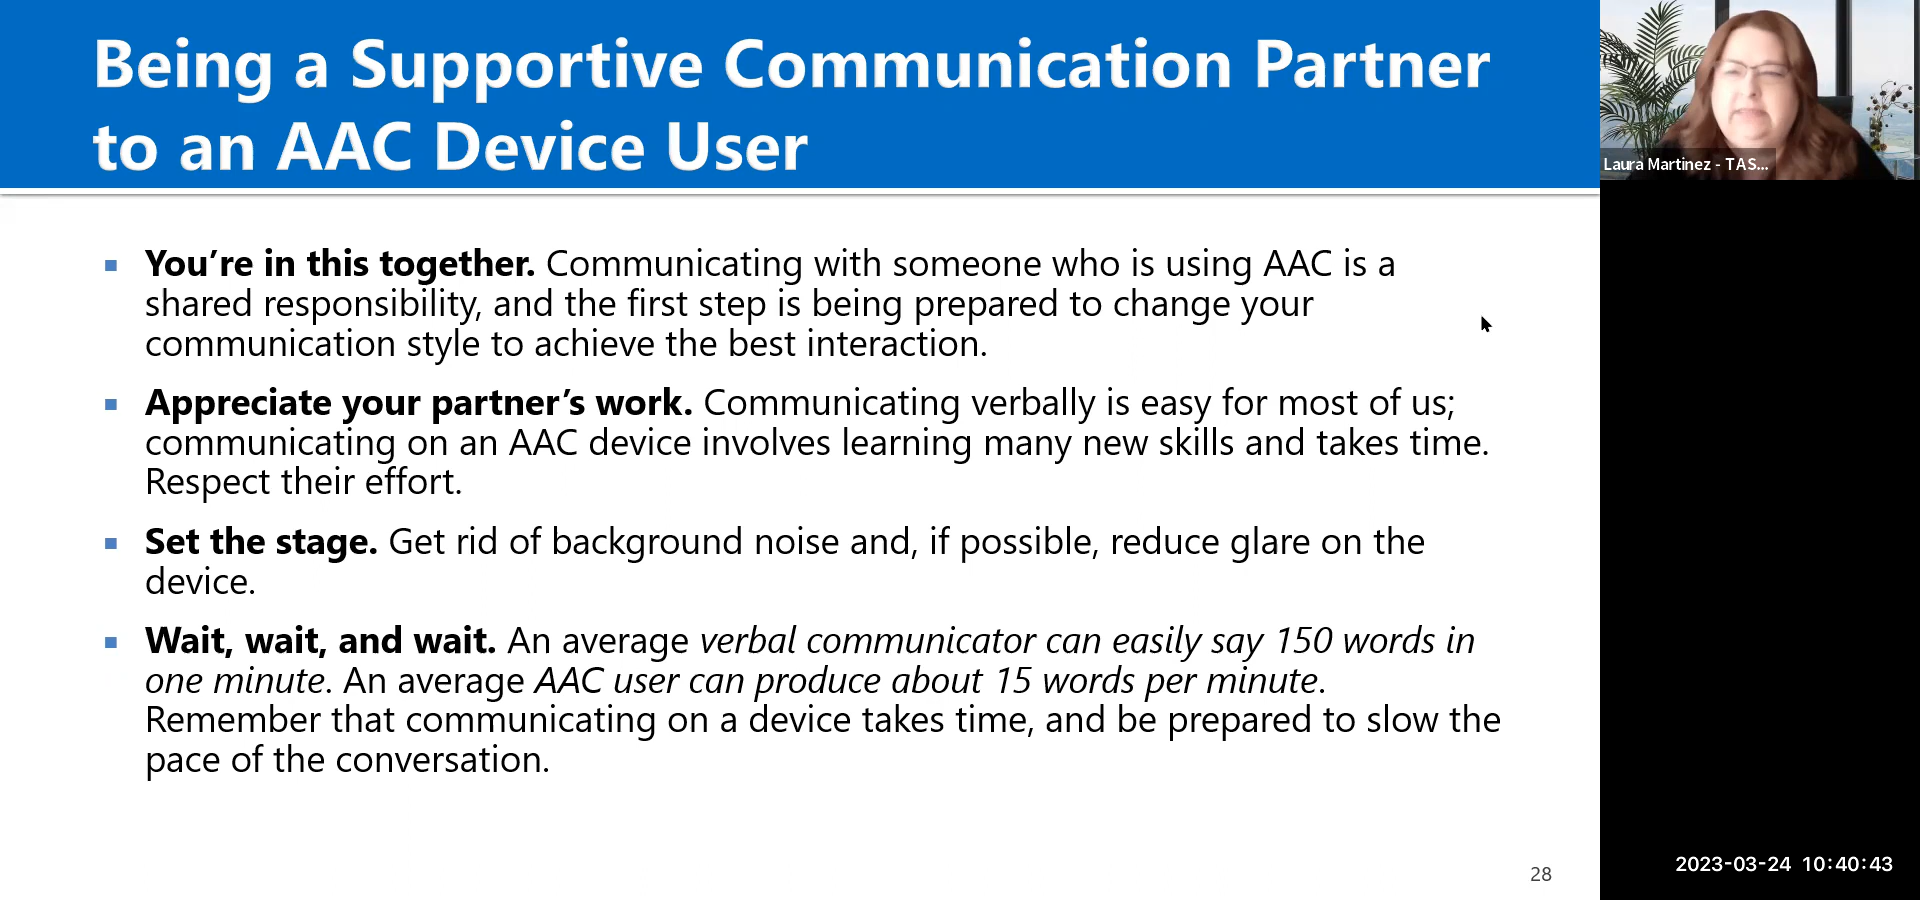 Being a Supportive Communication Partner
to an AAC Device User
Laura Martinez - TAS...
You’re in this together. Communicating with someone who is using AAC is a
shared responsibility, and the first step is being prepared to change your
communication style to achieve the best interaction.
Appreciate your partner’s work. Communicating verbally is easy for most of us;
communicating on an AAC device involves learning many new skills and takes time.
Respect their effort.
Set the stage. Get rid of background noise and, if possible, reduce glare on the
device.
Wait, wait, and wait. An average verbal communicator can easily say 150 words in
one minute. An average AAC user can produce about 15 words per minute.
Remember that communicating on a device takes time, and be prepared to slow the
pace of the conversation.
28
2023-03-24 10:40:43